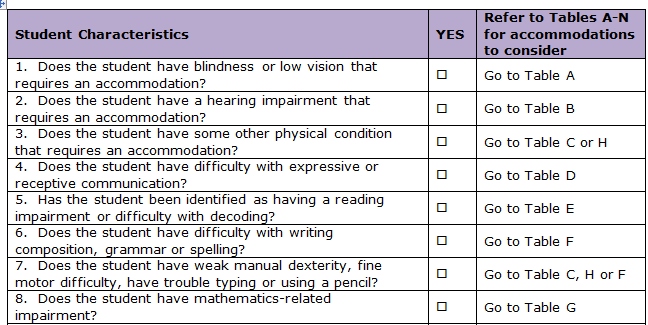 Student Characteristics
YES
Refer to Tables A-N
for accommodations
to consider
1. Does the student have blindness or low vision that
requires an accommodation?
☐
Go to Table A
2. Does the student have a hearing impairment that
requires an accommodation?
☐
Go to Table B
3. Does the student have some other physical condition
that requires an accommodation?
☐
Go to Table C or H
4. Does the student have difficulty with expressive or
receptive communication?
☐
Go to Table D
5. Has the student been identified as having a reading
impairment or difficulty with decoding?
☐
Go to Table E
6. Does the student have difficulty with writing
composition, grammar or spelling?
☐
Go to Table F
7. Does the student have weak manual dexterity, fine
motor difficulty, have trouble typing or using a pencil?
☐
Go to Table C, H or F
8. Does the student have mathematics-related
impairment?
☐
Go to Table G